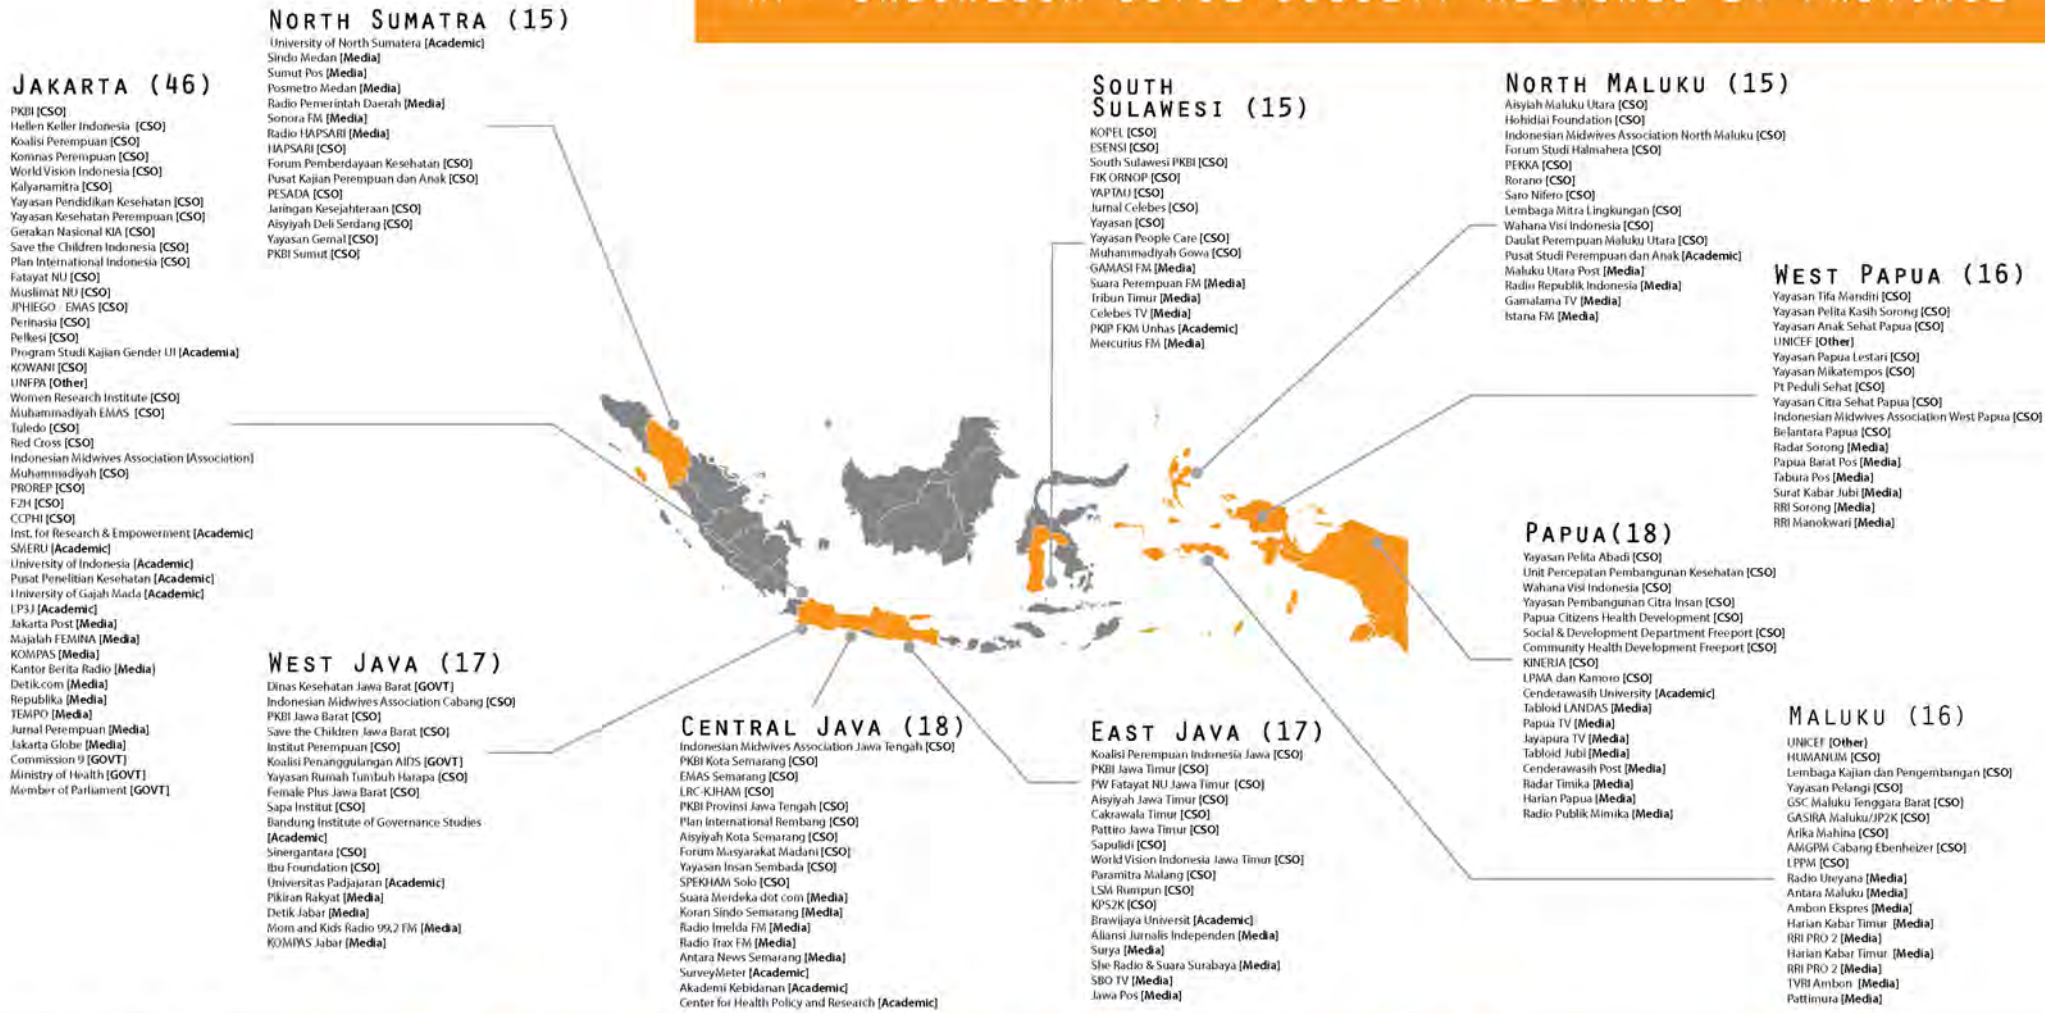 NORTH SUMATRA (15)
University of North Sumatera [Academic]
Sindo Medan [Media]
Sumut Pos [Media]
Posmetro Medan [Media]
Radio Pemerintah Daerah [Media]
Sonora FM [Media]
Radio HAPSARI [Media]
HAPSARI [CSO]
Forum Pemberdayaan Kesehatan [CSO]
Pusat Kajian Perempuan dan Anak [CSO]
PESADA [CSO]
Jaringan Kesejahteraan [CSO]
Aisyiyah Deli Serdang [CSO]
Yayasan Gemal [CSO]
PKBI Sumut [CSO]
JAKARTA (46)
PKBI [CSO]
Hellen Keller Indonesia [CSO]
Koalisi Perempuan [CSO]
Komnas Perempuan [CSO]
World Vision Indonesia [CSO]
Kalyanamitra [CSO]
Yayasan Pendidikan Kesehatan [CSO]
Yayasan Kesehatan Perempuan [CSO]
Gerakan Nasional KIA [CSO]
Save the Children Indonesia [CSO]
Plan International Indonesia [CSO]
Fatayat NU [CSO]
Muslimat NU [CSO]
JPHIEGO - EMAS [CSO]
Perinasia [CSO]
Pelkesi [CSO]
Program Studi Kajian Gender UI [Academia]
KOWANI [CSO]
UNFPA [Other]
Women Research Institute [CSO]
Muhammadiyah EMAS [CSO]
Tuledo [CSO]
Red Cross [CSO]
Indonesian Midwives Association [Association]
Muhammadiyah [CSO]
PROREP [CSO]
F2H [CSO]
CCPHI [CSO]
Inst. for Research & Empowerment [Academic]
SMERU [Academic]
University of Indonesia [Academic]
Pusat Penelitian Kesehatan [Academic]
University of Gajah Mada [Academic]
LP3J [Academic]
Jakarta Post [Media]
Majalah FEMINA [Media]
KOMPAS [Media]
Kantor Berita Radio [Media]
Detik.com [Media]
Republika [Media]
TEMPO [Media]
Jurnal Perempuan [Media]
Jakarta Globe [Media]
Commission 9 [GOVT]
Ministry of Health [GOVT]
Member of Parliament [GOVT]
SOUTH
SULAWESI (15)
KOPEL [CSO]
ESENSI [CSO]
South Sulawesi PKBI [CSO]
FIK ORNOP [CSO]
YAPTAU [CSO]
Jurnal Celebes [CSO]
Yayasan [CSO]
Yayasan People Care [CSO]
Muhammadiyah Gowa [CSO]
GAMASI FM [Media]
Suara Perempuan FM [Media]
Tribun Timur [Media]
Celebes TV [Media]
PKIP FKM Unhas [Academic]
Mercurius FM [Media]
NORTH MALUKU (15)
Aisyiah Maluku Utara [CSO]
Hohidiai Foundation [CSO]
Indonesian Midwives Association North Maluku [CSO]
Forum Studi Halmahera [CSO]
PEKKA [CSO]
Rorano [CSO]
Saro Nifero [CSO]
Lembaga Mitra Lingkungan [CSO]
Wahana Visi Indonesia [CSO]
Daulat Perempuan Maluku Utara [CSO]
Pusat Studi Perempuan dan Anak [Academic]
Maluku Utara Post [Media]
Radio Republik Indonesia [Media]
Gamalama TV [Media]
Istana FM [Media]
WEST PAPUA (16)
Yayasan Tifa Mandiri [CSO]
Yayasan Pelita Kasih Sorong [CSO]
Yayasan Anak Sehat Papua [CSO]
UNICEF [Other]
Yayasan Papua Lestari [CSO]
Yayasan Mikatempos [CSO]
Pt Peduli Sehat [CSO]
Yayasan Citra Sehat Papua [CSO]
Indonesian Midwives Association West Papua [CSO]
Belantara Papua [CSO]
Radar Sorong [Media]
Papua Barat Pos [Media]
Tabura Pos [Media]
Surat Kabar Jubi [Media]
RRI Sorong [Media]
RRI Manokwari [Media]
PAPUA(18)
Yayasan Pelita Abadi [CSO]
Unit Percepatan Pembangunan Kesehatan [CSO]
Wahana Visi Indonesia [CSO]
Yayasan Pembangunan Citra Insan [CSO]
Papua Citizens Health Development [CSO]
Social & Development Department Freeport [CSO]
Community Health Development Freeport [CSO]
KINERJA [CSO]
LPMA dan Kamoro [CSO]
Cenderawasih University [Academic]
Tabloid LANDAS [Media]
Papua TV [Media]
Jayapura TV [Media]
Tabloid Jubi [Media]
Cenderawasih Post [Media]
Radar Timika [Media]
Harian Papua [Media]
Radio Publik Mimika [Media]
WEST JAVA (17)
Dinas Kesehatan Jawa Barat [GOVT]
Indonesian Midwives Association Cabang [CSO]
PKBI Jawa Barat [CSO]
Save the Children Jawa Barat [CSO]
Institut Perempuan [CSO]
Koalisi Penanggulangan AIDS [GOVT]
Yayasan Rumah Tumbuh Harapa [CSO]
Female Plus Jawa Barat [CSO]
Sapa Institut [CSO]
Bandung Institute of Governance Studies
[Academic]
Sinergantara [CSO]
Ibu Foundation [CSO]
Universitas Padjajaran [Academic]
Pikiran Rakyat [Media]
Detik Jabar [Media]
Mom and Kids Radio 99.2 FM [Media]
KOMPAS Jabar [Media]
CENTRAL JAVA (18)
Indonesian Midwives Association Jawa Tengah [CSO]
PKBI Kota Semarang [CSO]
EMAS Semarang [CSO]
LRC-KJHAM [CSO]
PKBI Provinsi Jawa Tengah [CSO]
Plan International Rembang [CSO]
Aisyiyah Kota Semarang [CSO]
Forum Masyarakat Madani [CSO]
Yayasan Insan Sembada [CSO]
SPEKHAM Solo [CSO]
Suara Merdeka dot com [Media]
Koran Sindo Semarang [Media]
Radio Imelda FM [Media]
Radio Trax FM [Media]
Antara News Semarang [Media]
SurveyMeter [Academic]
Akademi Kebidanan [Academic]
Center for Health Policy and Research [Academic]
EAST JAVA (17)
Koalisi Perempuan Indonesia Jawa [CSO]
PKBI Jawa Timur [CSO]
PW Fatayat NU Jawa Timur [CSO]
Aisyiyah Jawa Timur [CSO]
Cakrawala Timur [CSO]
Pattiro Jawa Timur [CSO]
Sapulidi [CSO]
World Vision Indonesia Jawa Timur [CSO]
Paramitra Malang [CSO]
LSM Rumpun [CSO]
KPS2K [CSO]
Brawijaya Universit [Academic]
Aliansi Jurnalis Independen [Media]
Surya [Media]
She Radio & Suara Surabaya [Media]
SBO TV [Media]
Jawa Pos [Media]
MALUKU (16)
UNICEF [Other]
HUMANUM [CSO]
Lembaga Kajian dan Pengembangan [CSO]
Yayasan Pelangi [CSO]
GSC Maluku Tenggara Barat [CSO]
GASIRA Maluku/JP2K [CSO]
Arika Mahina [CSO]
AMGPM Cabang Ebenheizer [CSO]
LPPM [CSO]
Radio Ureyana [Media]
Antara Maluku [Media]
Ambon Ekspres [Media]
Harian Kabar Timur [Media]
RRI PRO 2 [Media]
Harian Kabar Timur [Media]
RRI PRO 2 [Media]
TVRI Ambon [Media]
Pattimura [Media]